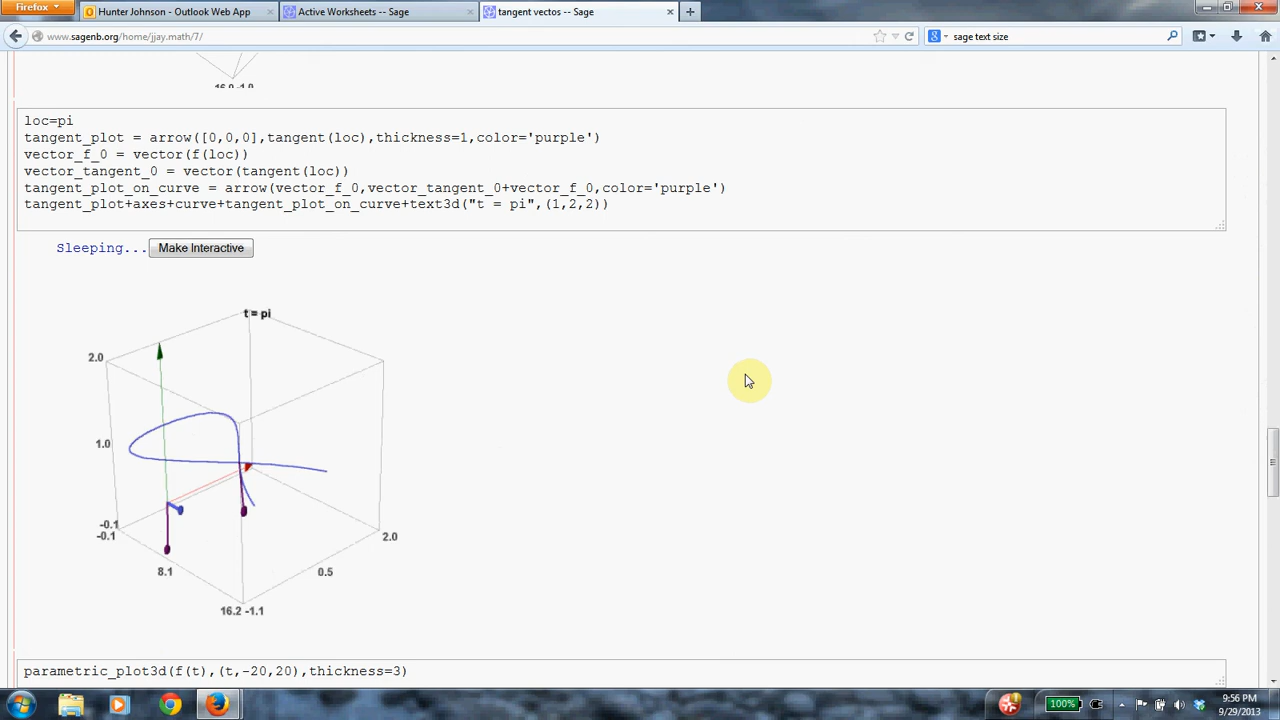 Firefox
Hunter Johnson - Outlook Web App
Active Worksheets -- Sage
tangent vectos -- Sage
www.sagenb.org/home/jjay.math/7/
sage text size
16.0 -1.0
loc=pi
tangent_plot = arrow([0,0,0],tangent(loc),thickness=1,color='purple')
vector_f_0 = vector(f(loc))
vector_tangent_0 = vector(tangent(loc))
tangent_plot_on_curve = arrow(vector_f_0,vector_tangent_0+vector_f_0,color='purple')
tangent_plot+axes+curve+tangent_plot_on_curve+text3d("t = pi",(1,2,2))
Sleeping...
Make Interactive
t = pi
2.0
1.0
-0.1
-0.1
2.0
8.1
0.5
16.2 -1.1
parametric_plot3d(f(t),(t,-20,20),thickness=3)
100%
9:56 PM
9/29/2013